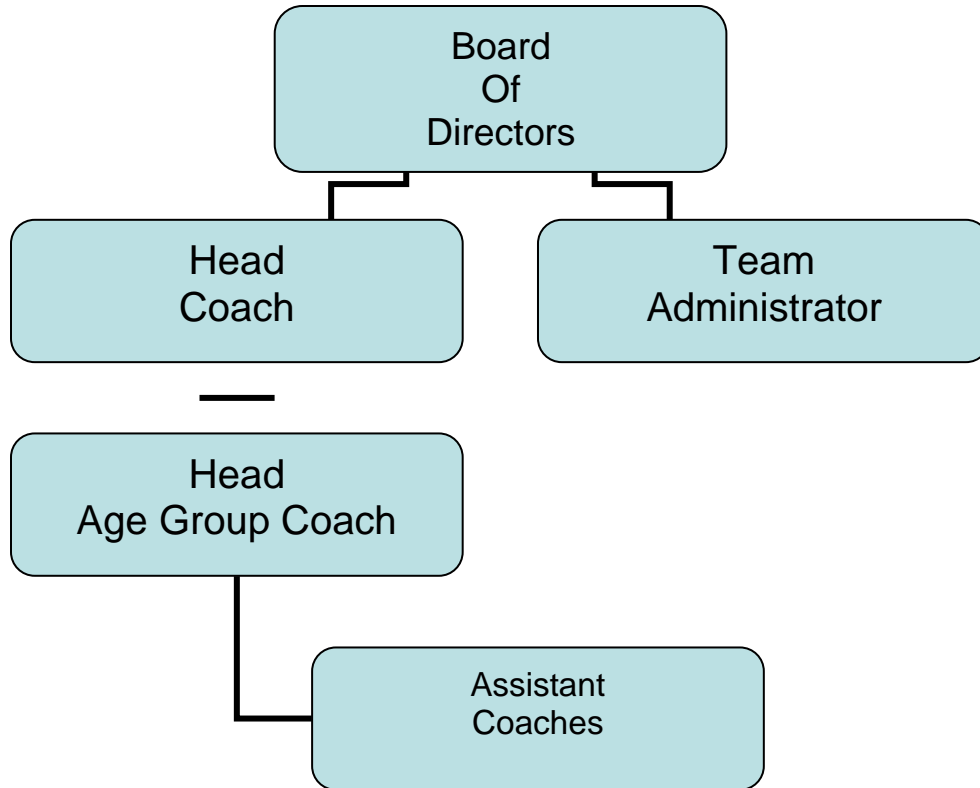 Board
Of
Directors
Head
Coach
Team
Administrator
Head
Age Group Coach
Assistant
Coaches